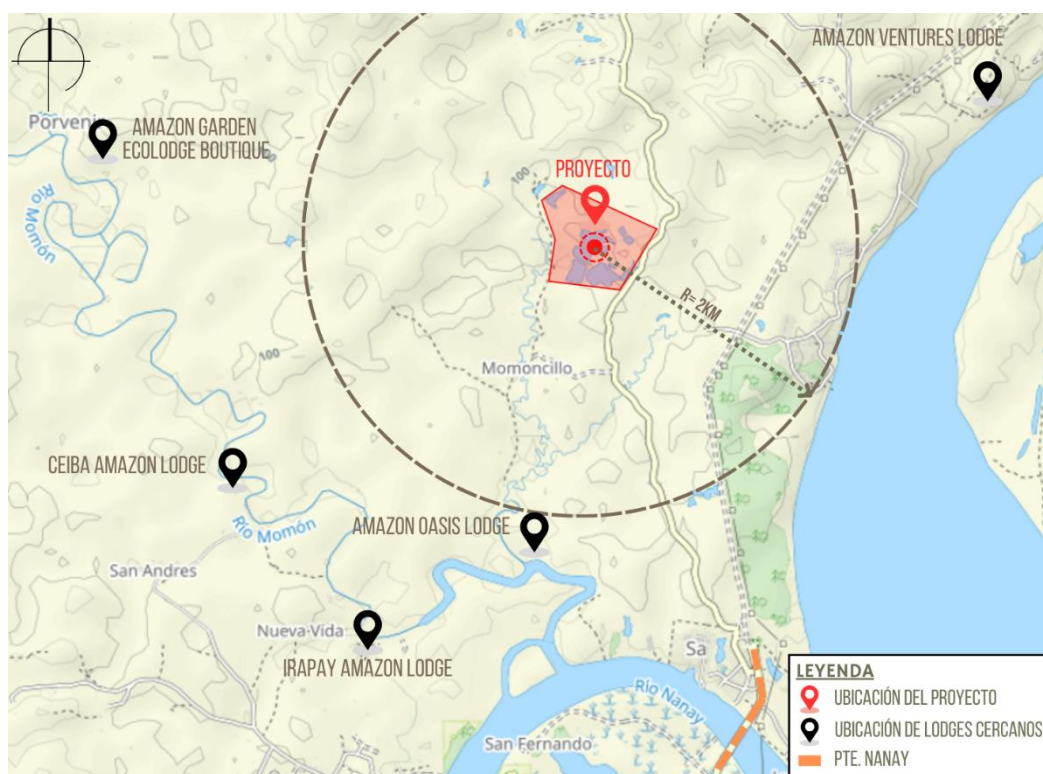 AMAZON VENTURES LODGE
AMAZON GARDEN
ECOLODGE BOUTIQUE
Porvenir
Río Momón
100
PROYECTO
100
R= 2KM
100
Momoncillo
CEIBA AMAZON LODGE
Río Momón
AMAZON OASIS LODGE
San Andres
Nueva Vida
IRAPAY AMAZON LODGE
Sa
Río Nanay
San Fernando
LEYENDA
UBICACIÓN DEL PROYECTO
UBICACIÓN DE LODGES CERCANOS
PTE. NANAY